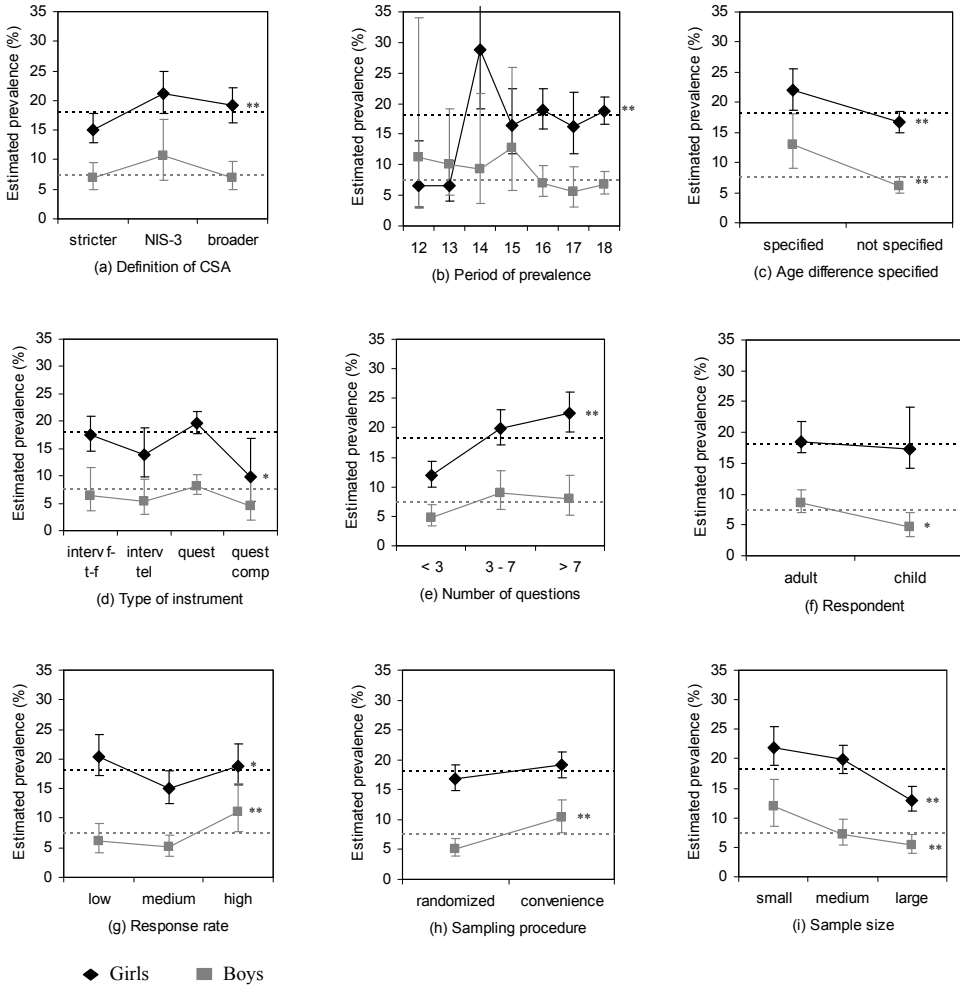 Estimated prevalence (%)
35
30
25
20
15
10
5
0
**
stricter NIS-3 broader
(a) Definition of CSA
Estimated prevalence (%)
35
30
25
20
15
10
5
0
**
12 13 14 15 16 17 18
(b) Period of prevalence
Estimated prevalence (%)
35
30
25
20
15
10
5
0
**
**
specified not specified
(c) Age difference specified
Estimated prevalence (%)
35
30
25
20
15
10
5
0
*
interv f- interv quest quest
t-f tel comp
(d) Type of instrument
Estimated prevalence (%)
35
30
25
20
15
10
5
0
**
< 3 3 - 7 > 7
(e) Number of questions
Estimated prevalence (%)
35
30
25
20
15
10
5
0
*
adult child
(f) Respondent
Estimated prevalence (%)
35
30
25
20
15
10
5
0
*
**
low medium high
(g) Response rate
Estimated prevalence (%)
35
30
25
20
15
10
5
0
**
randomized convenience
(h) Sampling procedure
Estimated prevalence (%)
35
30
25
20
15
10
5
0
**
**
small medium large
(i) Sample size
Girls Boys